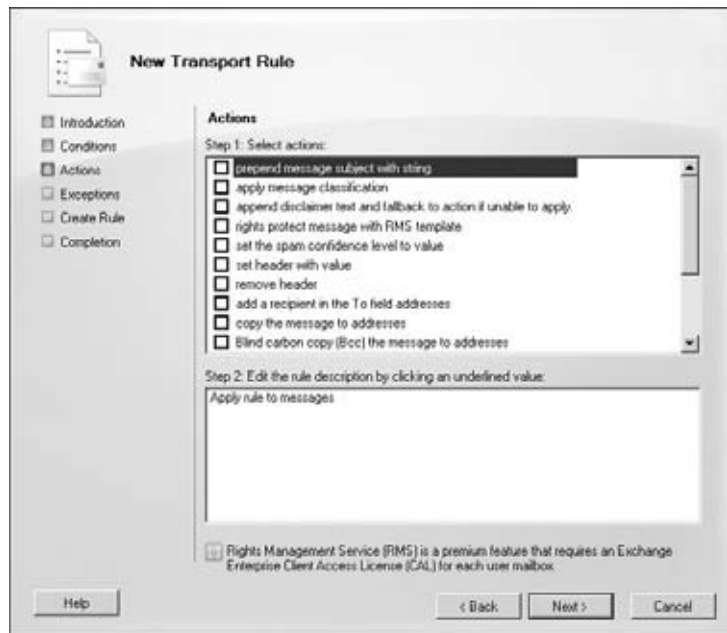 New Transport Rule
Introduction
Conditions
Actions
Exceptions
Create Rule
Completion
Actions
Step 1: Select actions:
prepend message subject with string
apply message classification
append disclaimer text and fallback to action if unable to apply.
rights protect message with RMS template
set the spam confidence level to value
set header with value
remove header
add a recipient in the To field addresses
copy the message to addresses
Blind carbon copy (Bcc) the message to addresses
Step 2: Edit the rule description by clicking an underlined value:
Apply rule to messages
Rights Management Service (RMS) is a premium feature that requires an Exchange
Enterprise Client Access License (CAL) for each user mailbox.
Help
< Back
Next >
Cancel